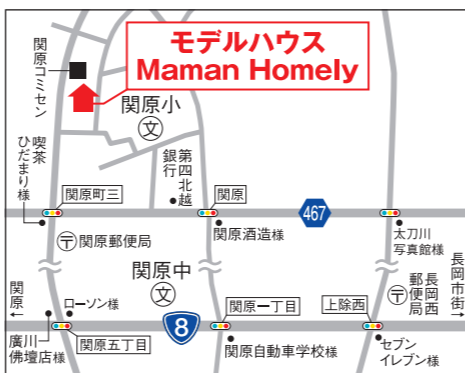 モデルハウス
Maman Homely
関原コミセン
関原小
文
喫茶
ひだまり様
第四北越
銀行
関原町三
関原
467
関原郵便局
関原酒造様
太刀川
写真館様
関原中
文
長岡西
郵便局
長岡市街→
関原←
ローソン様
関原一丁目
上除西
廣川
佛壇店様
関原五丁目
8
関原自動車学校様
セブン
イレブン様